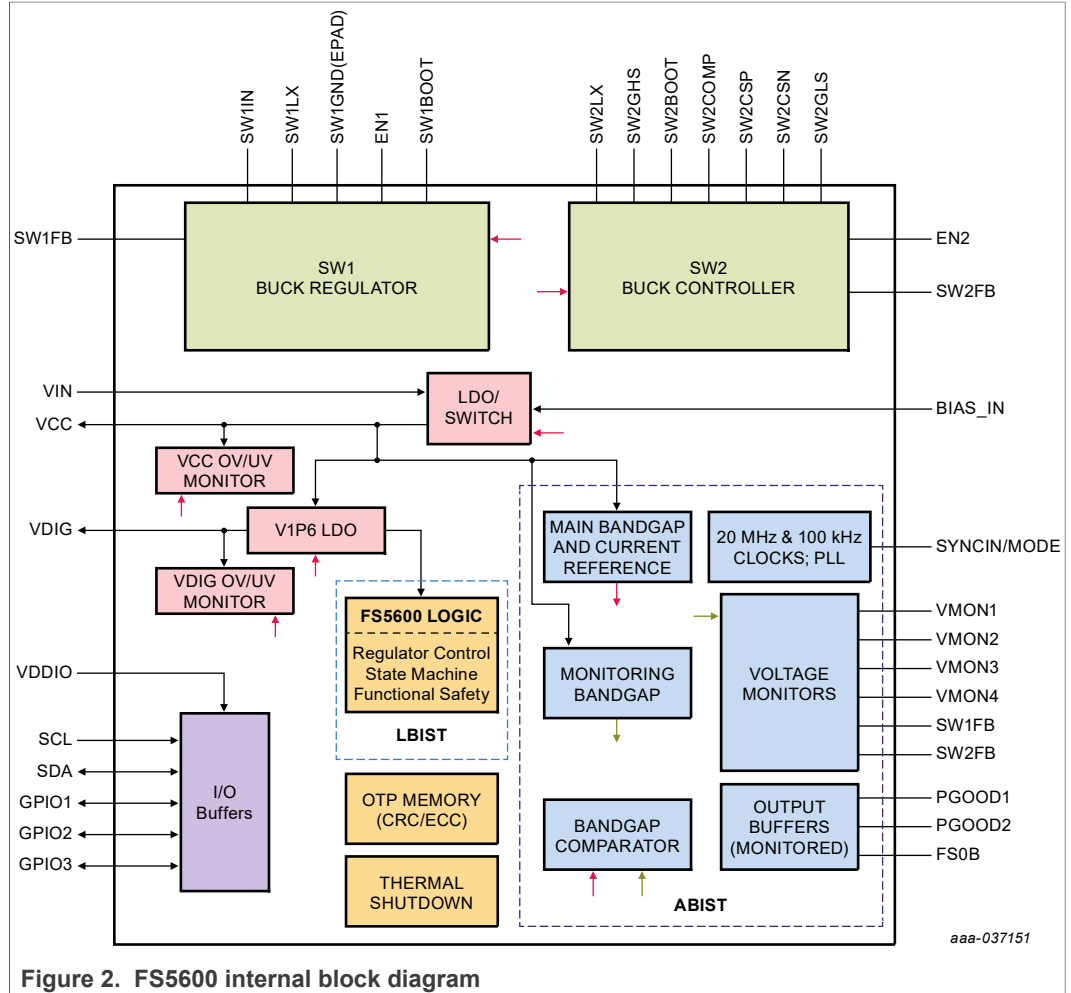 SW1IN
SW1LX
SW1GND(EPAD)
EN1
SW1BOOT
SW2LX
SW2GHS
SW2BOOT
SW2COMP
SW2CSP
SW2CSN
SW2GLS
SW1FB
SW1
BUCK REGULATOR
SW2
BUCK CONTROLLER
EN2
SW2FB
VIN
VCC
LDO/
SWITCH
BIAS_IN
VCC OV/UV
MONITOR
VDIG
V1P6 LDO
VDIG OV/UV
MONITOR
MAIN BANDGAP
AND CURRENT
REFERENCE
20 MHz & 100 kHz
CLOCKS; PLL
SYNCIN/MODE
FS5600 LOGIC
Regulator Control
State Machine
Functional Safety
LBIST
MONITORING
BANDGAP
VOLTAGE
MONITORS
VMON1
VMON2
VMON3
VMON4
SW1FB
SW2FB
VDDIO
SCL
SDA
GPIO1
GPIO2
GPIO3
I/O
Buffers
OTP MEMORY
(CRC/ECC)
THERMAL
SHUTDOWN
BANDGAP
COMPARATOR
OUTPUT
BUFFERS
(MONITORED)
PGOOD1
PGOOD2
FS0B
ABIST
aaa-037151
Figure 2. FS5600 internal block diagram